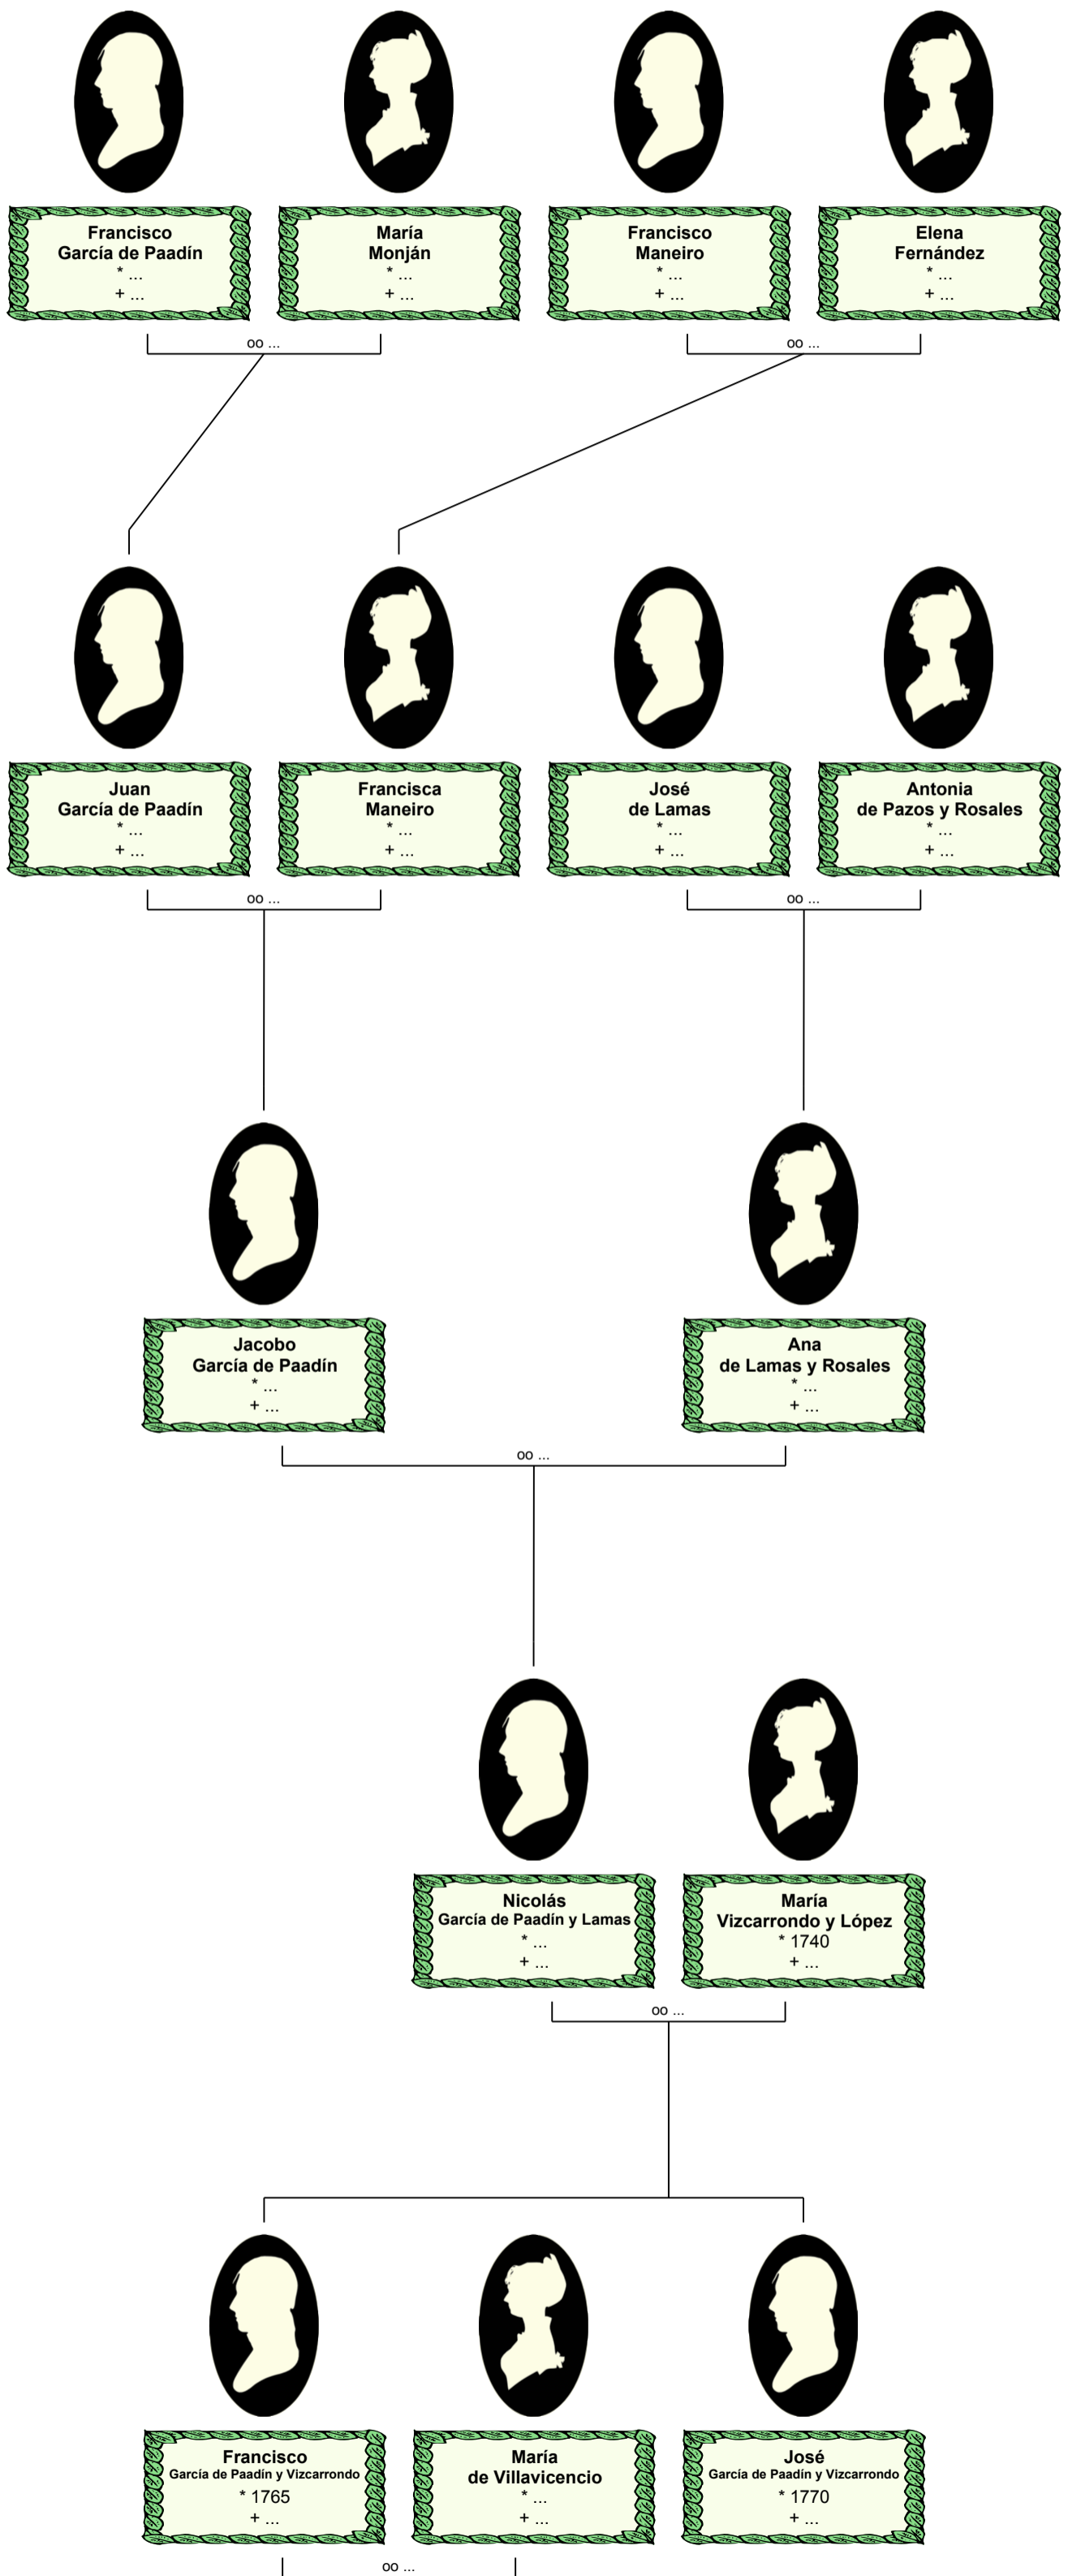 Francisco
García de Paadín
* ...
+ ...
María
Monján
* ...
+ ...
Francisco
Maneiro
* ...
+ ...
Elena
Fernández
* ...
+ ...
oo ...
oo ...
Juan
García de Paadín
* ...
+ ...
Francisca
Maneiro
* ...
+ ...
José
de Lamas
* ...
+ ...
Antonia
de Pazos y Rosales
* ...
+ ...
oo ...
oo ...
Jacobo
García de Paadín
* ...
+ ...
Ana
de Lamas y Rosales
* ...
+ ...
oo ...
Nicolás
García de Paadín y Lamas
* ...
+ ...
María
Vizcarrondo y López
* 1740
+ ...
oo ...
Francisco
García de Paadín y Vizcarrondo
* 1765
+ ...
María
de Villavicencio
* ...
+ ...
José
García de Paadín y Vizcarrondo
* 1770
+ ...
oo ...